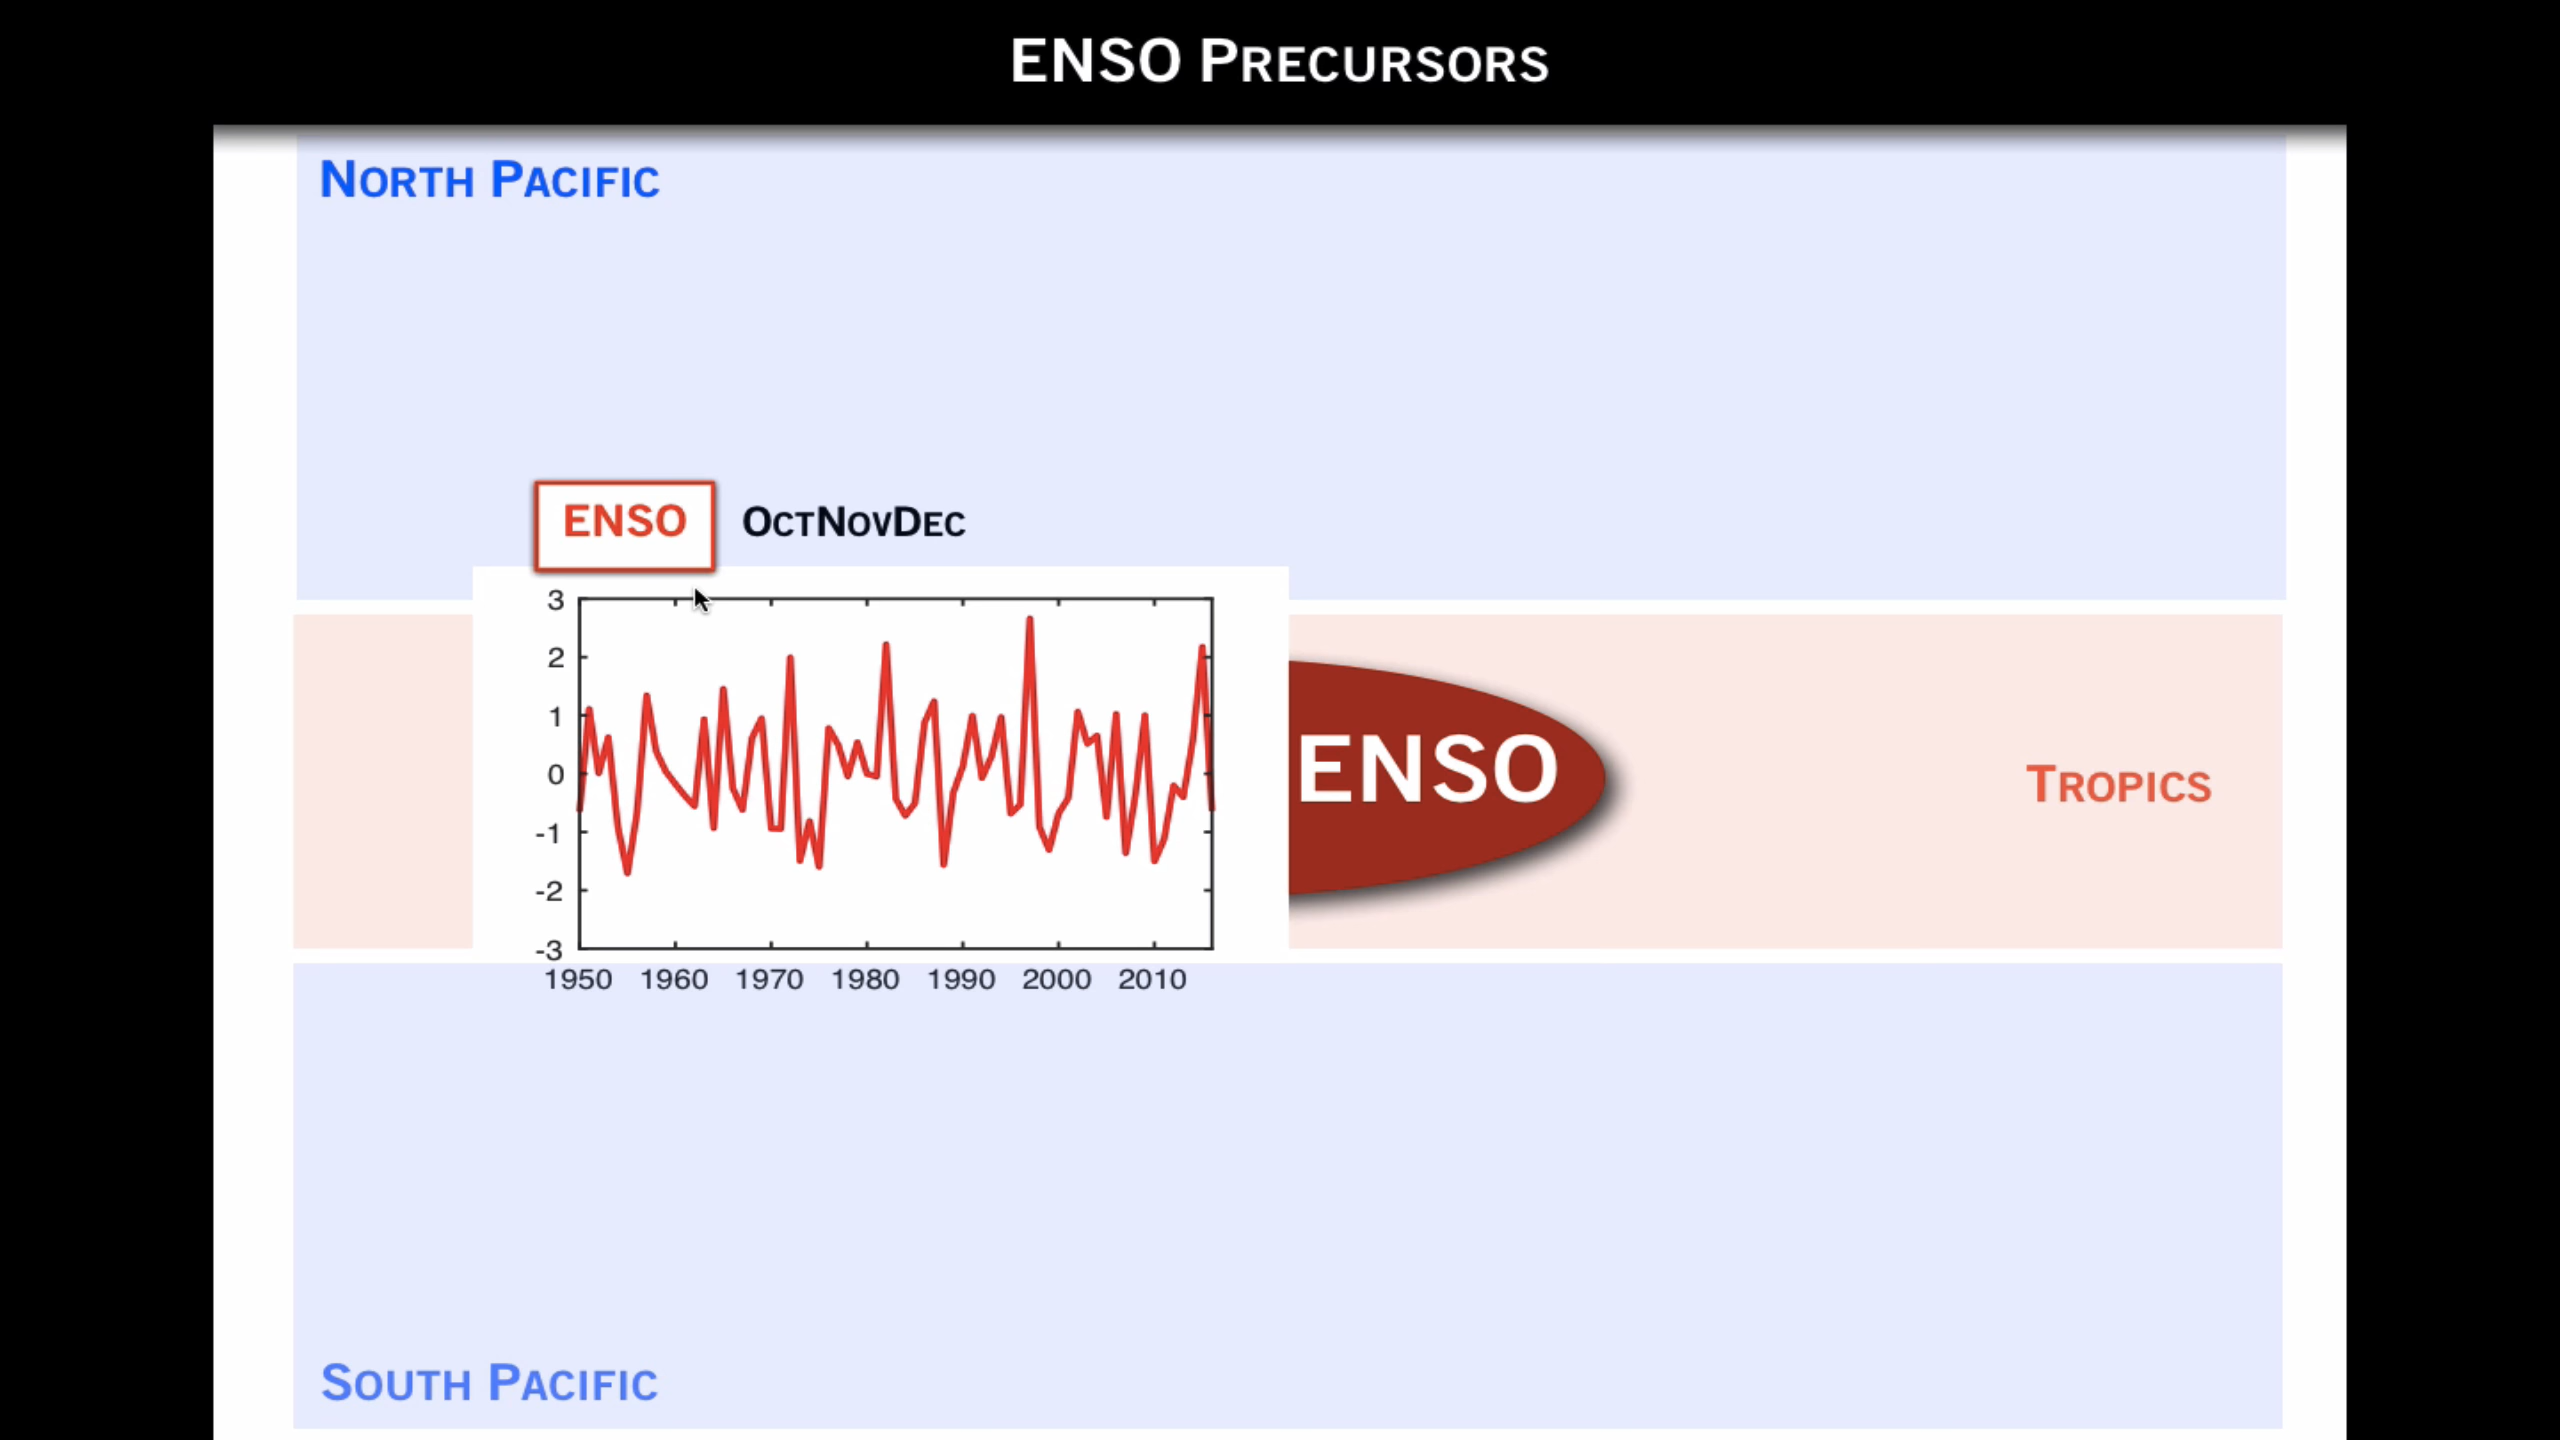 ENSO PRECURSORS
NORTH PACIFIC
ENSO OCTNOVDEC
3
2
1
0
-1
-2
-3
1950 1960 1970 1980 1990 2000 2010
ENSO
TROPICS
SOUTH PACIFIC